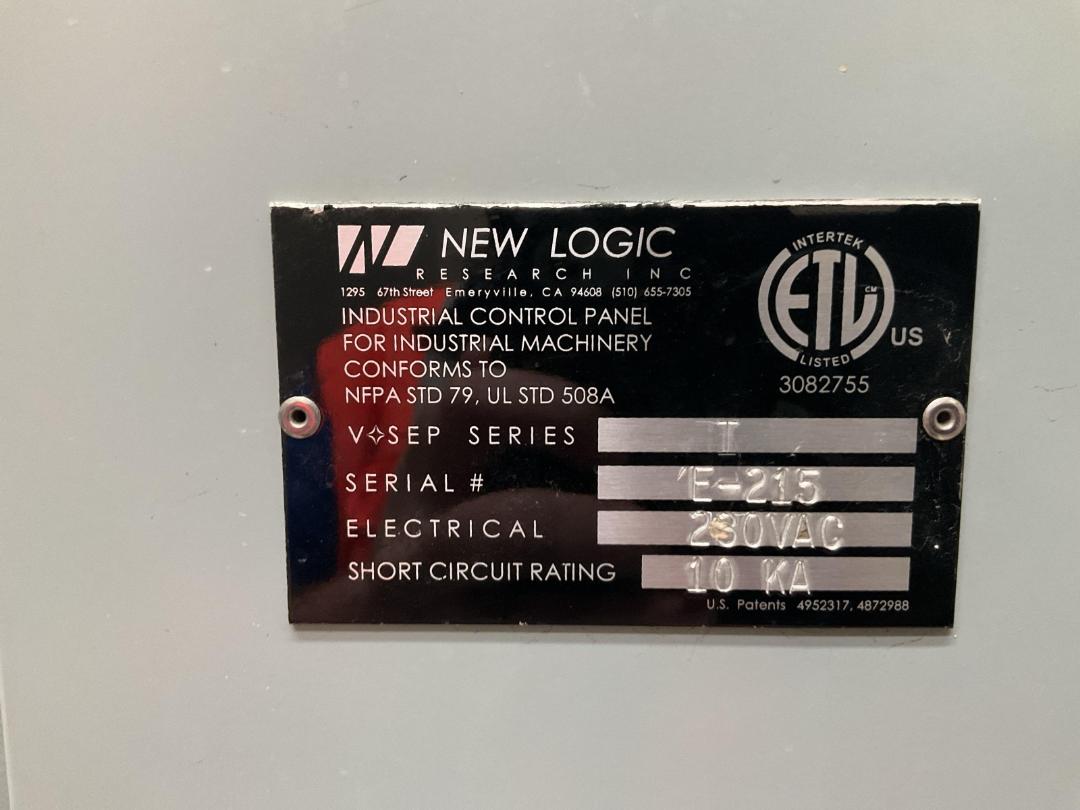 NEW LOGIC
RESEARCH INC
1295 67th Street Emeryville, CA 94608 (510) 655-7305
INDUSTRIAL CONTROL PANEL
FOR INDUSTRIAL MACHINERY
CONFORMS TO
NFPA STD 79, UL STD 508A
INTERTEK
ETL CM
LISTED
US
3082755
V✧SEP SERIES I
SERIAL # E-215
ELECTRICAL 230VAC
SHORT CIRCUIT RATING 10 KA
U.S. Patents 4952317, 4872988